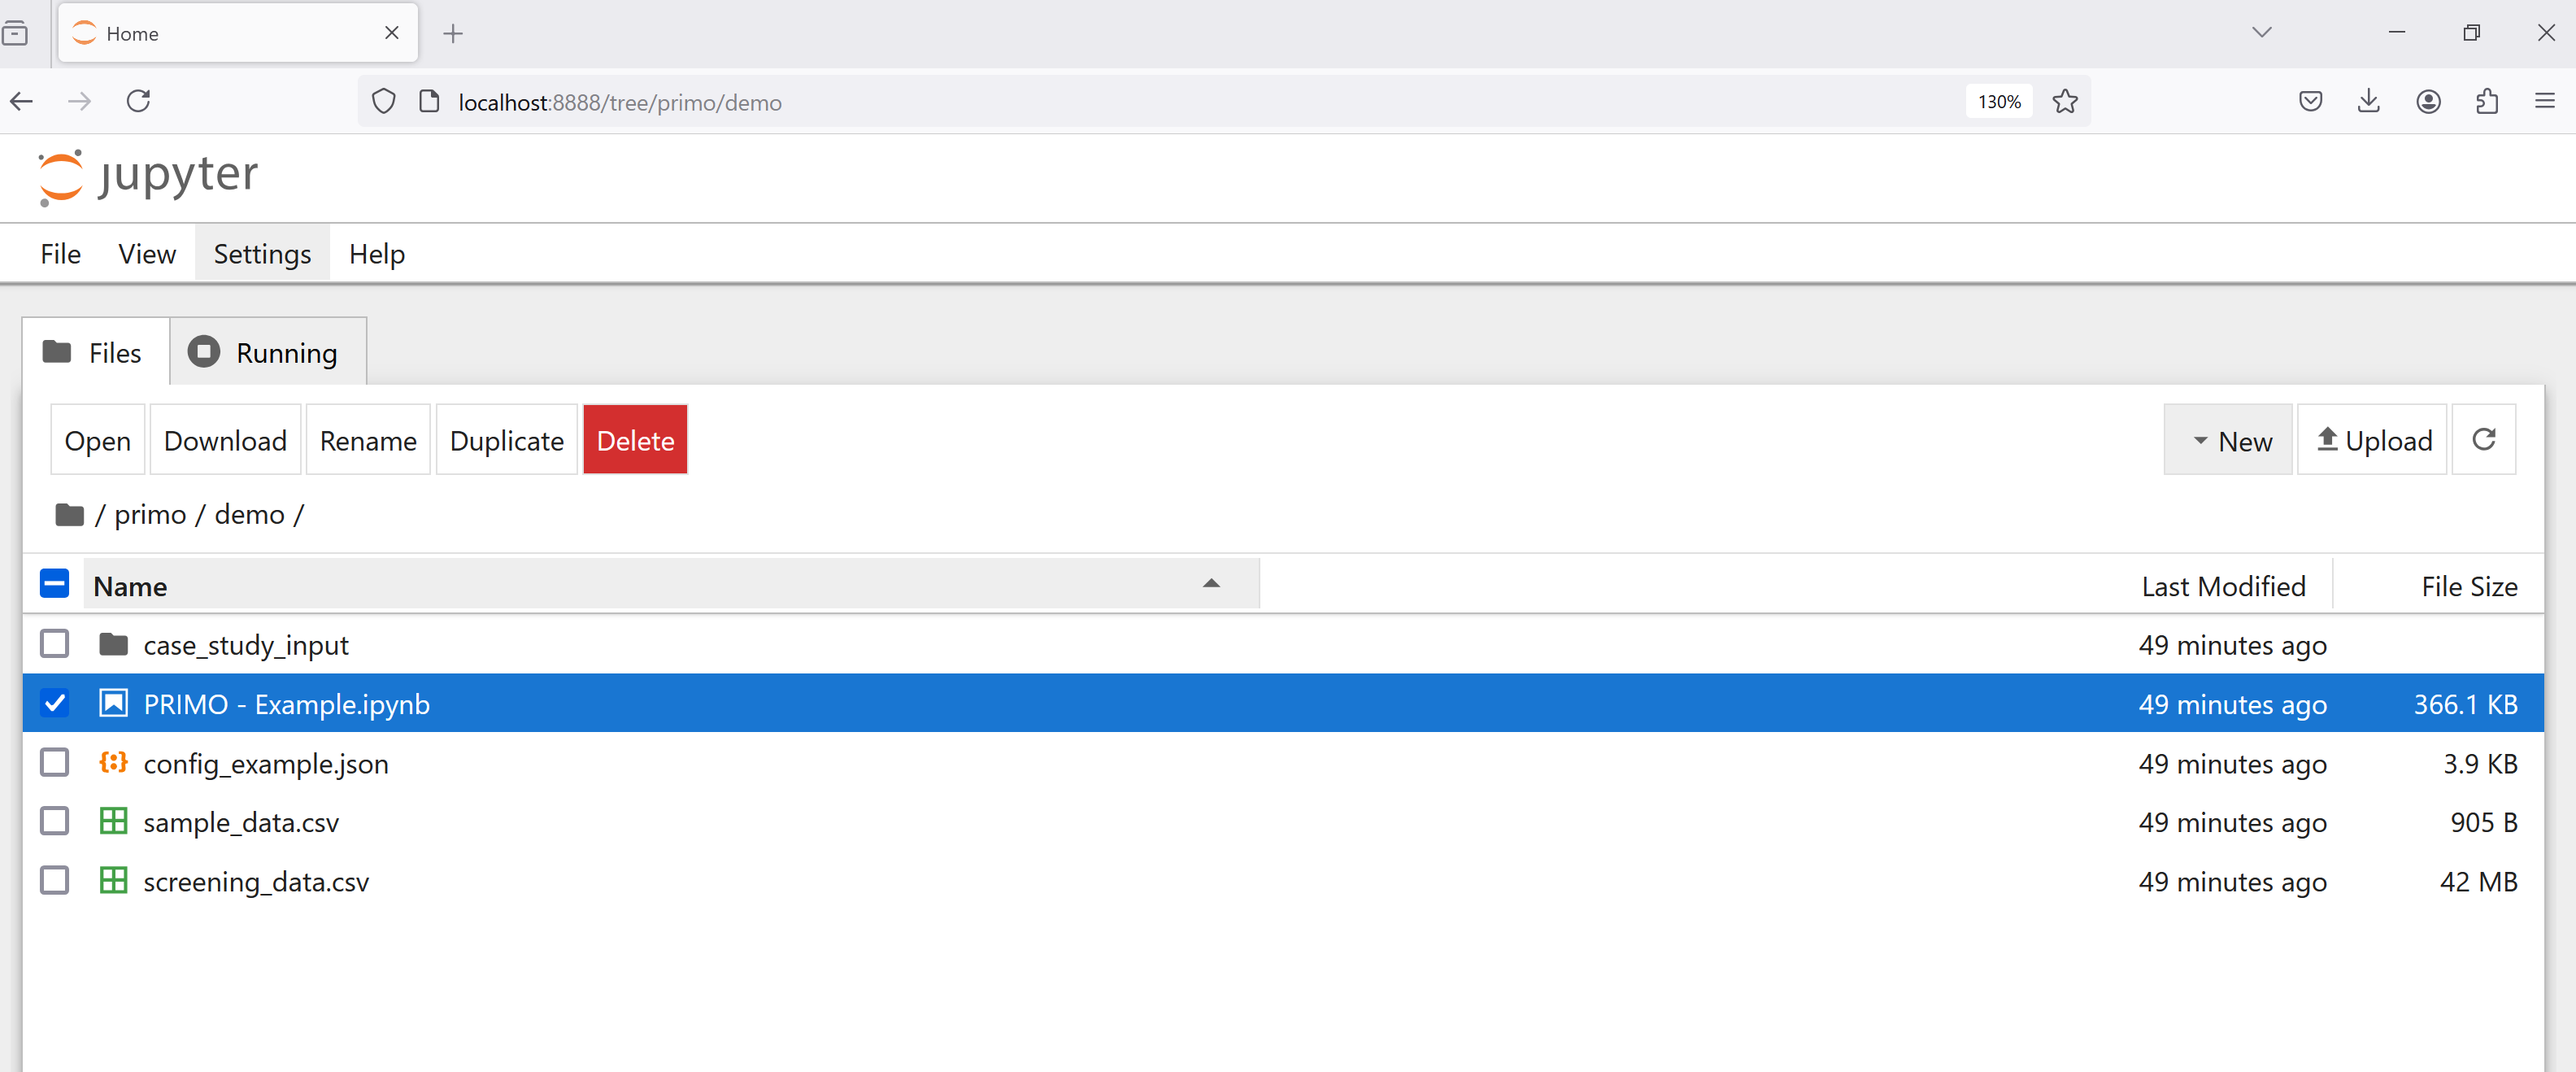 Home
localhost:8888/tree/primo/demo 130%
jupyter
File View Settings Help
Files Running
Open Download Rename Duplicate Delete New Upload
/ primo / demo /
Name Last Modified File Size
case_study_input 49 minutes ago
PRIMO - Example.ipynb 49 minutes ago 366.1 KB
config_example.json 49 minutes ago 3.9 KB
sample_data.csv 49 minutes ago 905 B
screening_data.csv 49 minutes ago 42 MB